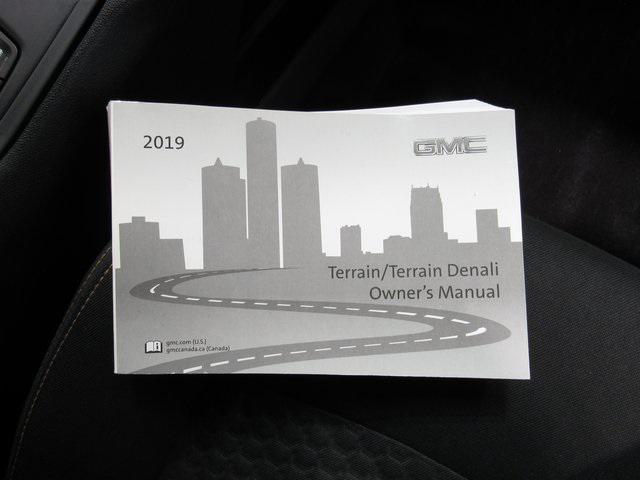 2019
GMC
Terrain/Terrain Denali
Owner's Manual
gmc.com (U.S.)
gmccanada.ca (Canada)